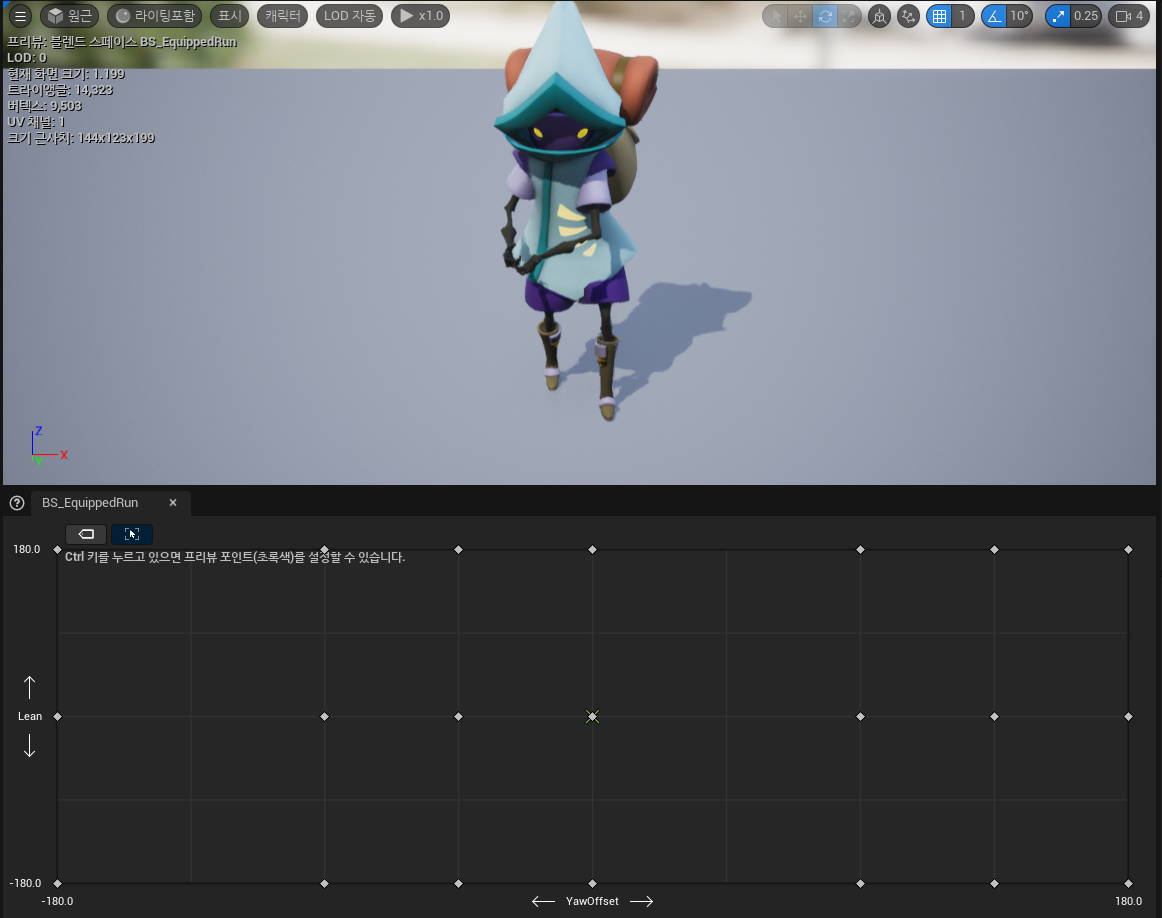 원근 라이팅포함 표시 캐릭터 LOD 자동 x1.0 1 10° 0.25 4
프리뷰: 블렌드 스페이스 BS_EquippedRun
LOD: 0
현재 화면 크기: 1.199
트라이앵글: 14,323
버텍스: 9,503
UV 채널: 1
크기 근사치: 144x123x199
Z
X
Y
BS_EquippedRun ×
180.0
Ctrl 키를 누르고 있으면 프리뷰 포인트(초록색)를 설정할 수 있습니다.
Lean
-180.0
-180.0 YawOffset 180.0